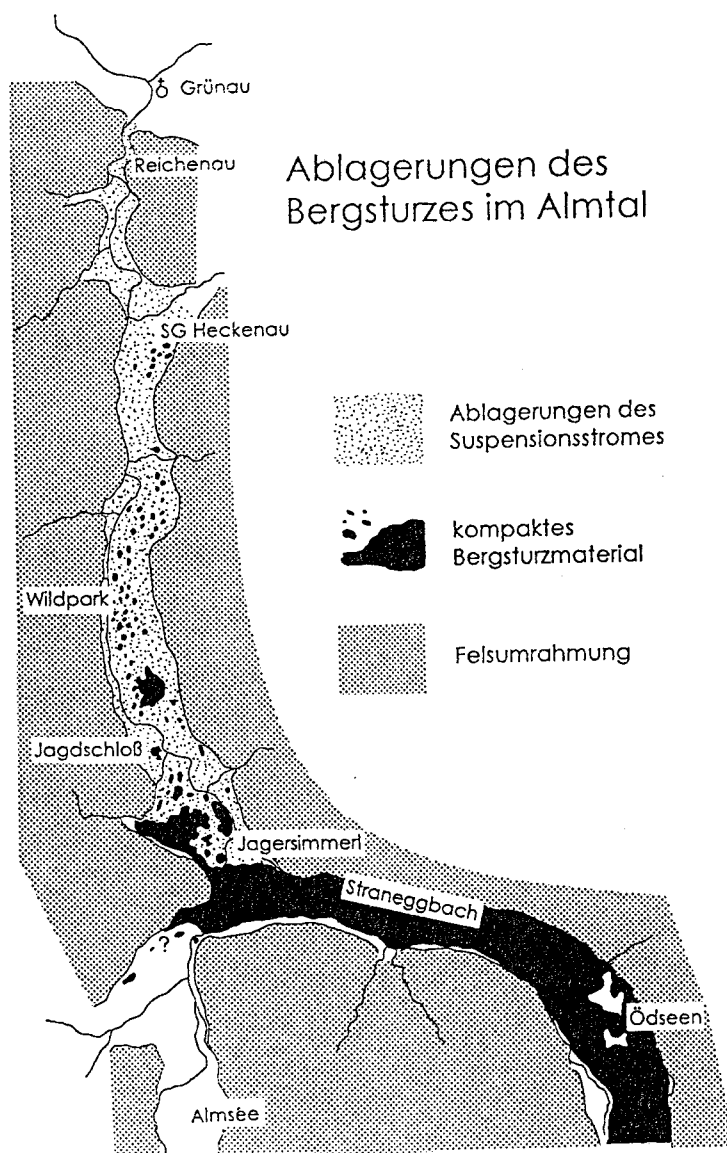 Grünau
Reichenau
Ablagerungen des
Bergsturzes im Almtal
SG Heckenau
Ablagerungen des
Suspensionsstromes
kompaktes
Bergsturzmaterial
Wildpark
Felsumrahmung
Jagdschloß
Jagersimmerl
Straneggbach
?
Ödseen
Almsee